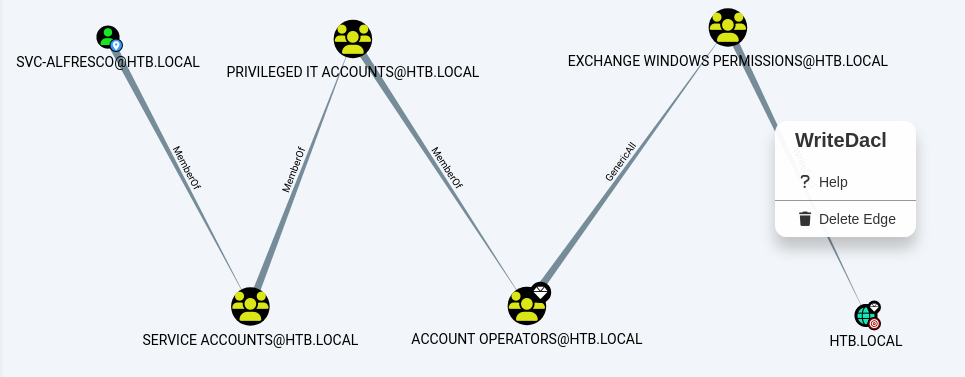 SVC-ALFRESCO@HTB.LOCAL
PRIVILEGED IT ACCOUNTS@HTB.LOCAL
EXCHANGE WINDOWS PERMISSIONS@HTB.LOCAL
MemberOf
MemberOf
MemberOf
GenericAll
WriteDacl
? Help
Delete Edge
SERVICE ACCOUNTS@HTB.LOCAL
ACCOUNT OPERATORS@HTB.LOCAL
HTB.LOCAL